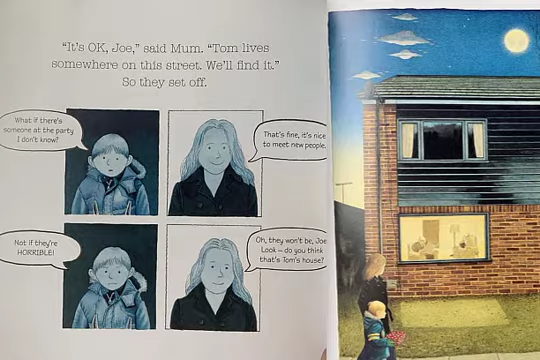 “It's OK, Joe,” said Mum. “Tom lives
somewhere on this street. We'll find it.”
So they set off.
What if there's
someone at the party
I don't know?
That's fine, it's nice
to meet new people.
Not if they're
HORRIBLE!
Oh, they won't be, Joe
Look – do you think
that's Tom's house?